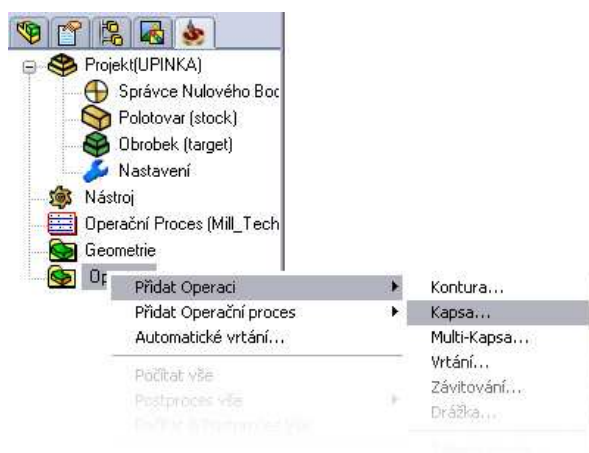 Projekt(UPINKA)
Správce Nulového Boc
Polotovar (stock)
Obrobek (target)
Nastavení
Nástroj
Operační Proces (Mill_Tech
Geometrie
Op
Přidat Operaci
Přidat Operační proces
Automatické vrtání...
Počítat vše
Postproces vše
Kontura...
Kapsa...
Multi-Kapsa...
Vrtání...
Závitování...
Drážka...